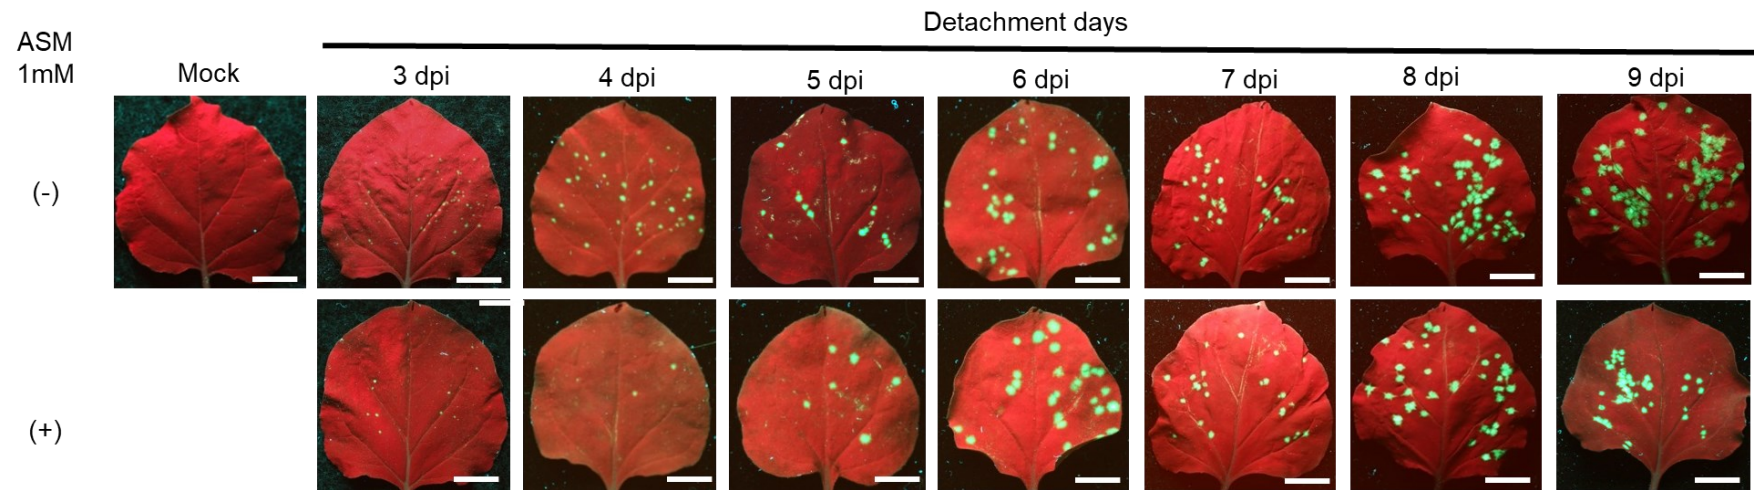 Detachment days
ASM
1mM
Mock
3 dpi
4 dpi
5 dpi
6 dpi
7 dpi
8 dpi
9 dpi
(-)
(+)